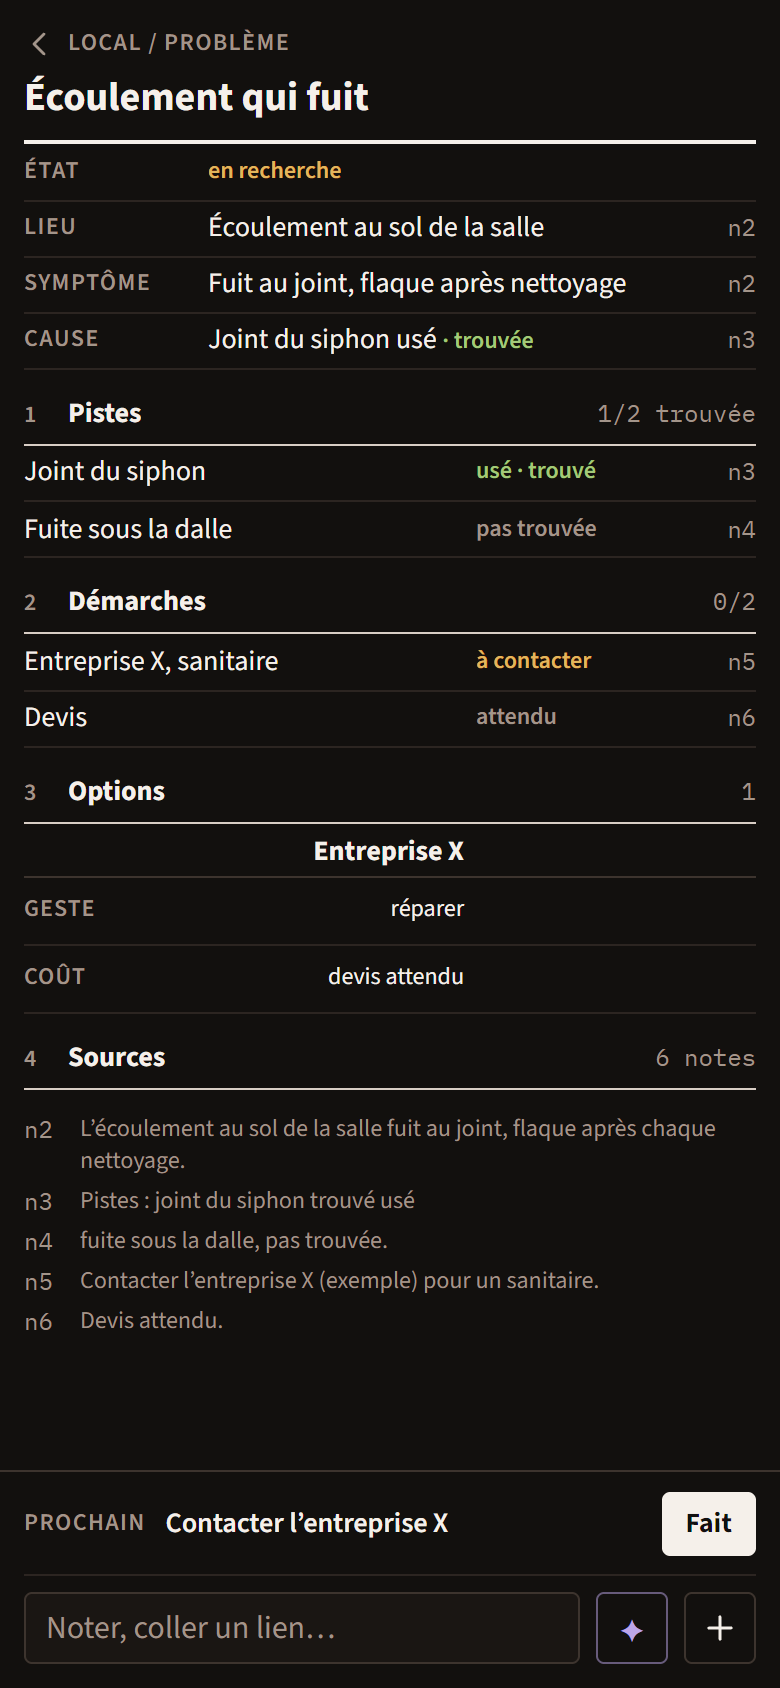 LOCAL / PROBLÈME
Écoulement qui fuit
ÉTAT en recherche
LIEU Écoulement au sol de la salle n2
SYMPTÔME Fuit au joint, flaque après nettoyage n2
CAUSE Joint du siphon usé · trouvée n3
1 Pistes 1/2 trouvée
Joint du siphon usé · trouvé n3
Fuite sous la dalle pas trouvée n4
2 Démarches 0/2
Entreprise X, sanitaire à contacter n5
Devis attendu n6
3 Options 1
Entreprise X
GESTE réparer
COÛT devis attendu
4 Sources 6 notes
n2 L’écoulement au sol de la salle fuit au joint, flaque après chaque
nettoyage.
n3 Pistes : joint du siphon trouvé usé
n4 fuite sous la dalle, pas trouvée.
n5 Contacter l’entreprise X (exemple) pour un sanitaire.
n6 Devis attendu.
PROCHAIN Contacter l’entreprise X Fait
Noter, coller un lien…